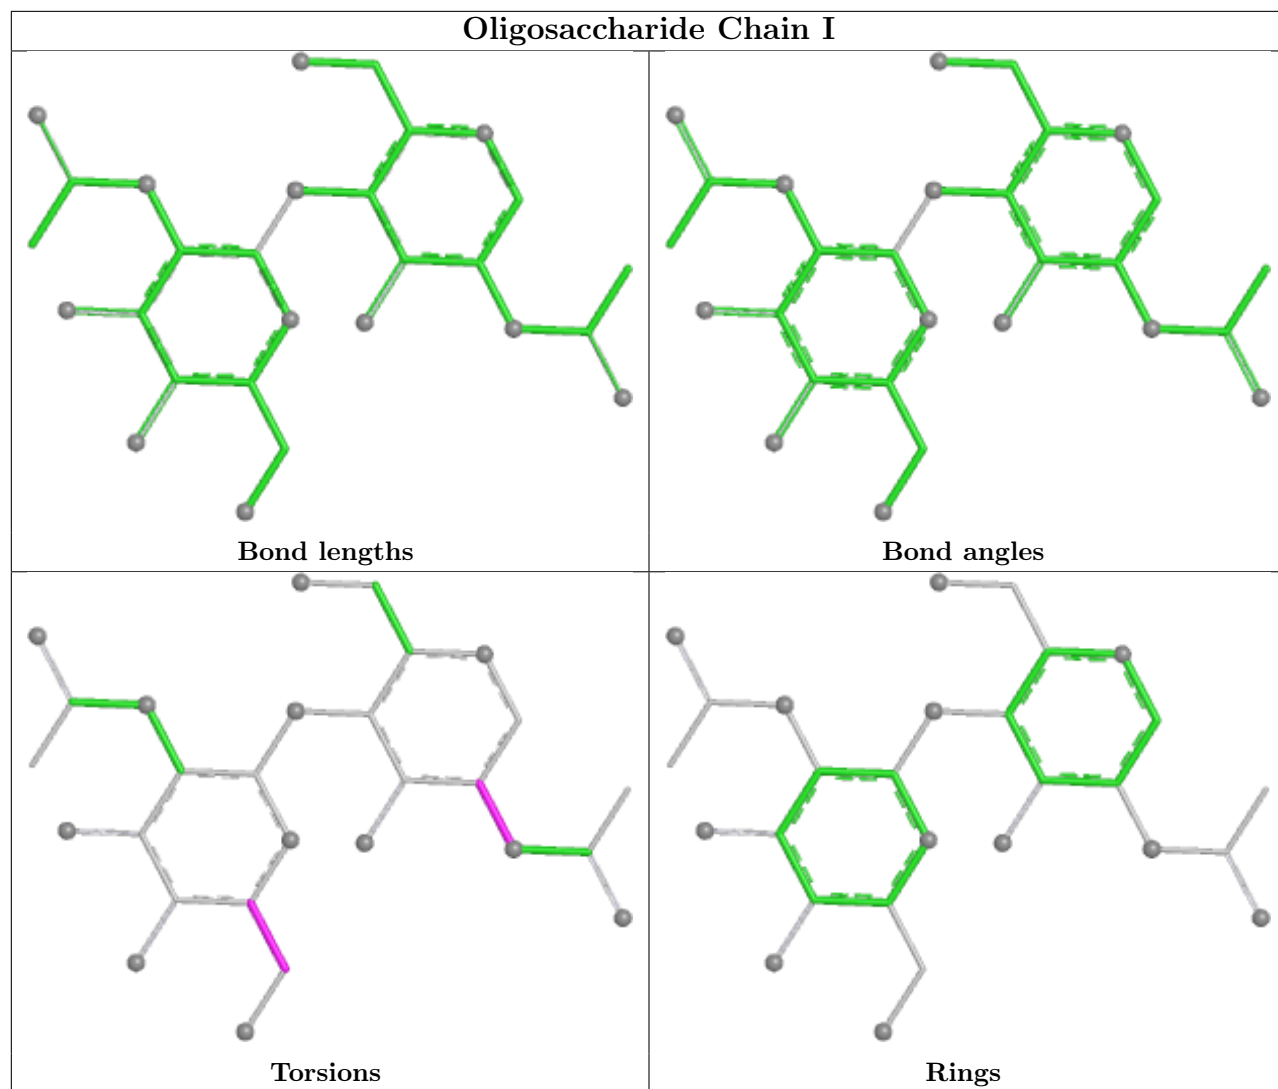 Oligosaccharide Chain I
Bond lengths
Bond angles
Torsions
Rings